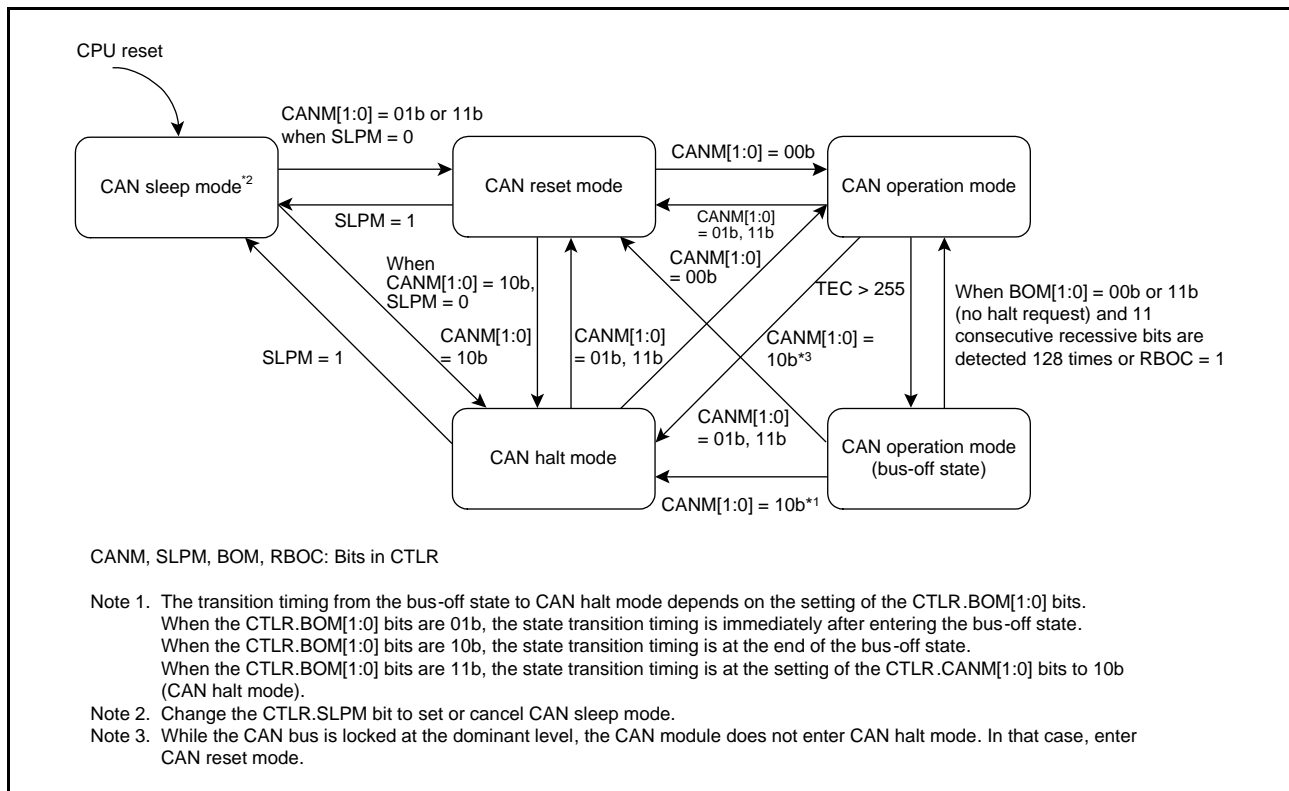 CPU reset
CANM[1:0] = 01b or 11b
when SLPM = 0
CAN sleep mode*2
CAN reset mode
CANM[1:0] = 00b
CAN operation mode
SLPM = 1
CANM[1:0]
= 01b, 11b
When
CANM[1:0] = 10b,
SLPM = 0
CANM[1:0]
= 00b
TEC > 255
When BOM[1:0] = 00b or 11b
(no halt request) and 11
consecutive recessive bits are
detected 128 times or RBOC = 1
SLPM = 1
CANM[1:0]
= 10b
CANM[1:0]
= 01b, 11b
CANM[1:0] =
10b*3
CANM[1:0]
= 01b, 11b
CAN halt mode
CAN operation mode
(bus-off state)
CANM[1:0] = 10b*1
CANM, SLPM, BOM, RBOC: Bits in CTLR
Note 1. The transition timing from the bus-off state to CAN halt mode depends on the setting of the CTLR.BOM[1:0] bits.
When the CTLR.BOM[1:0] bits are 01b, the state transition timing is immediately after entering the bus-off state.
When the CTLR.BOM[1:0] bits are 10b, the state transition timing is at the end of the bus-off state.
When the CTLR.BOM[1:0] bits are 11b, the state transition timing is at the setting of the CTLR.CANM[1:0] bits to 10b
(CAN halt mode).
Note 2. Change the CTLR.SLPM bit to set or cancel CAN sleep mode.
Note 3. While the CAN bus is locked at the dominant level, the CAN module does not enter CAN halt mode. In that case, enter
CAN reset mode.